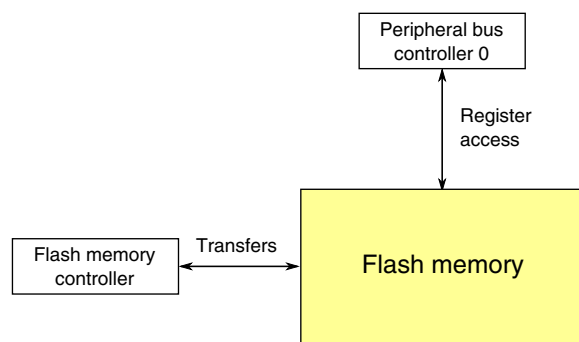 Peripheral bus
controller 0
Register
access
Transfers
Flash memory
controller
Flash memory